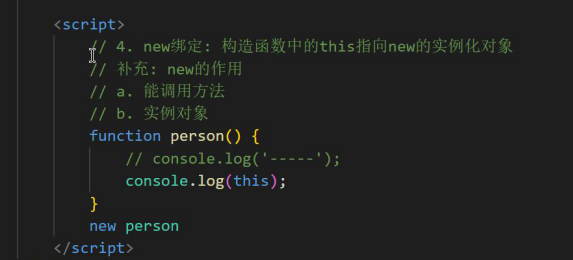 <script>
// 4. new绑定: 构造函数中的this指向new的实例化对象
// 补充: new的作用
// a. 能调用方法
// b. 实例对象
function person() {
// console.log('-----');
console.log(this);
}
new person
</script>